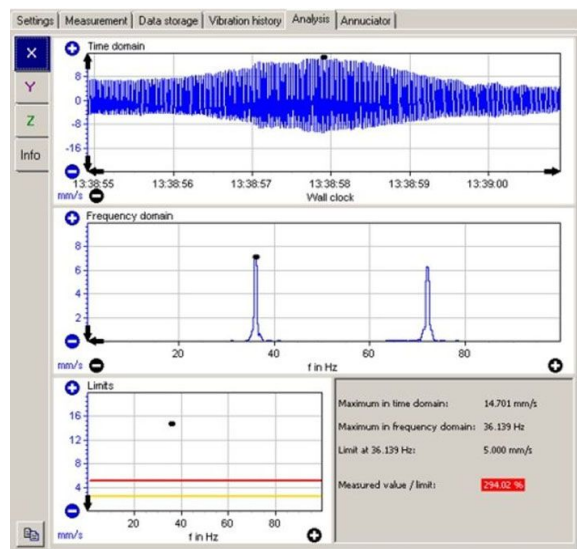 Settings Measurement Data storage Vibration history Analysis Annuciator
X
Y
Z
Info
Time domain
8
0
-8
-16
mm/s
13:38:55 13:38:56 13:38:57 13:38:58 13:38:59 13:39:00
Wall clock
Frequency domain
8
6
4
2
mm/s
20 40 60 80
f in Hz
Limits
16
12
8
4
mm/s
20 40 60 80
f in Hz
Maximum in time domain: 14.701 mm/s
Maximum in frequency domain: 36.139 Hz
Limit at 36.139 Hz: 5.000 mm/s
Measured value / limit: 294.02 %